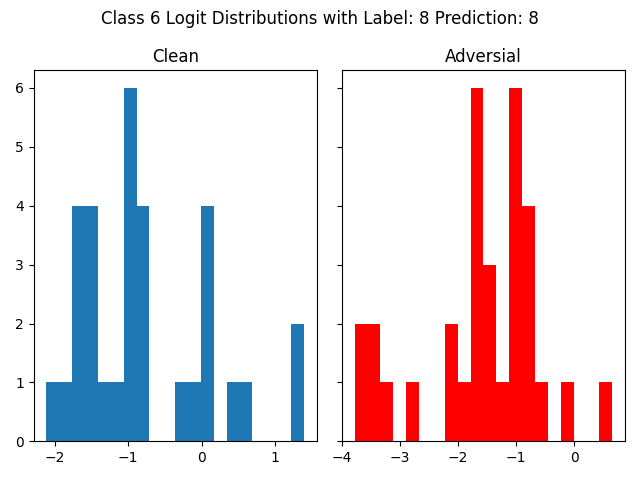 Class 6 Logit Distributions with Label: 8 Prediction: 8
Clean
Adversial
6
5
4
3
2
1
0
−2 −1 0 1
−4 −3 −2 −1 0